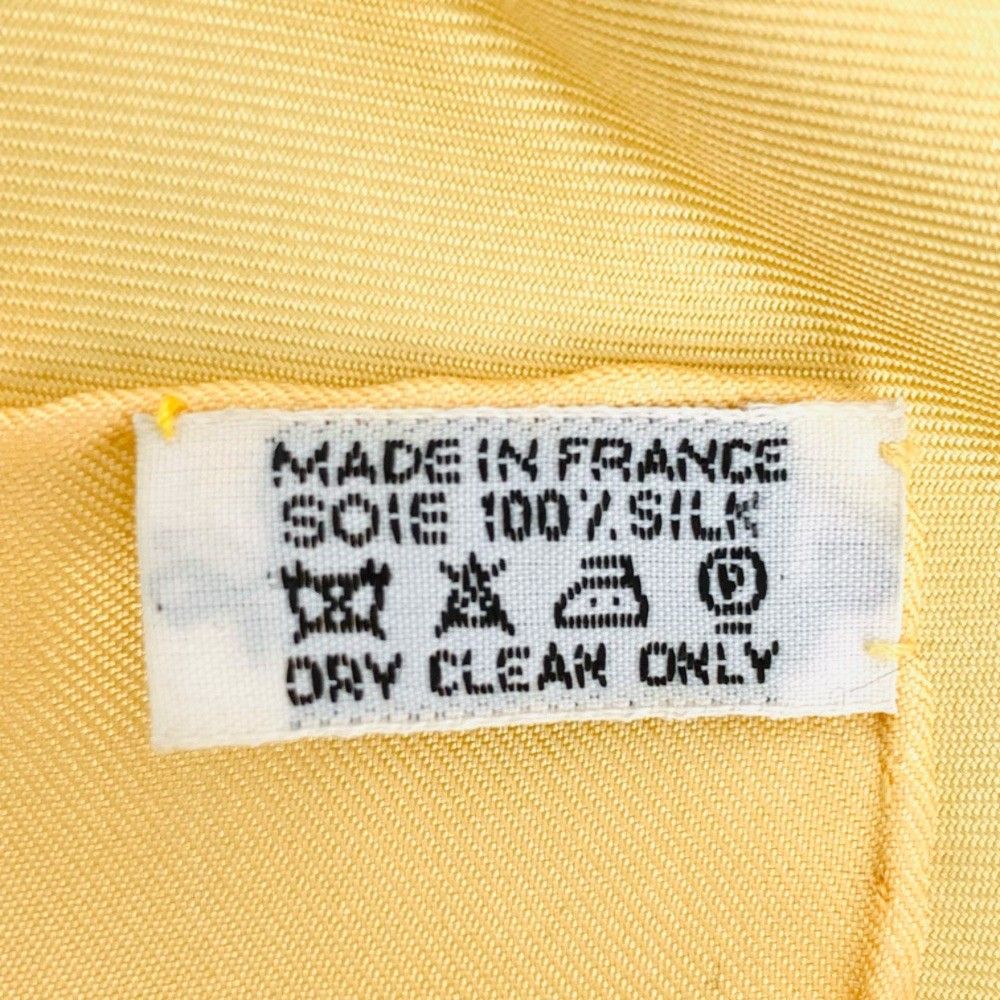 MADE IN FRANCE
SOIE 100% SILK
P
DRY CLEAN ONLY